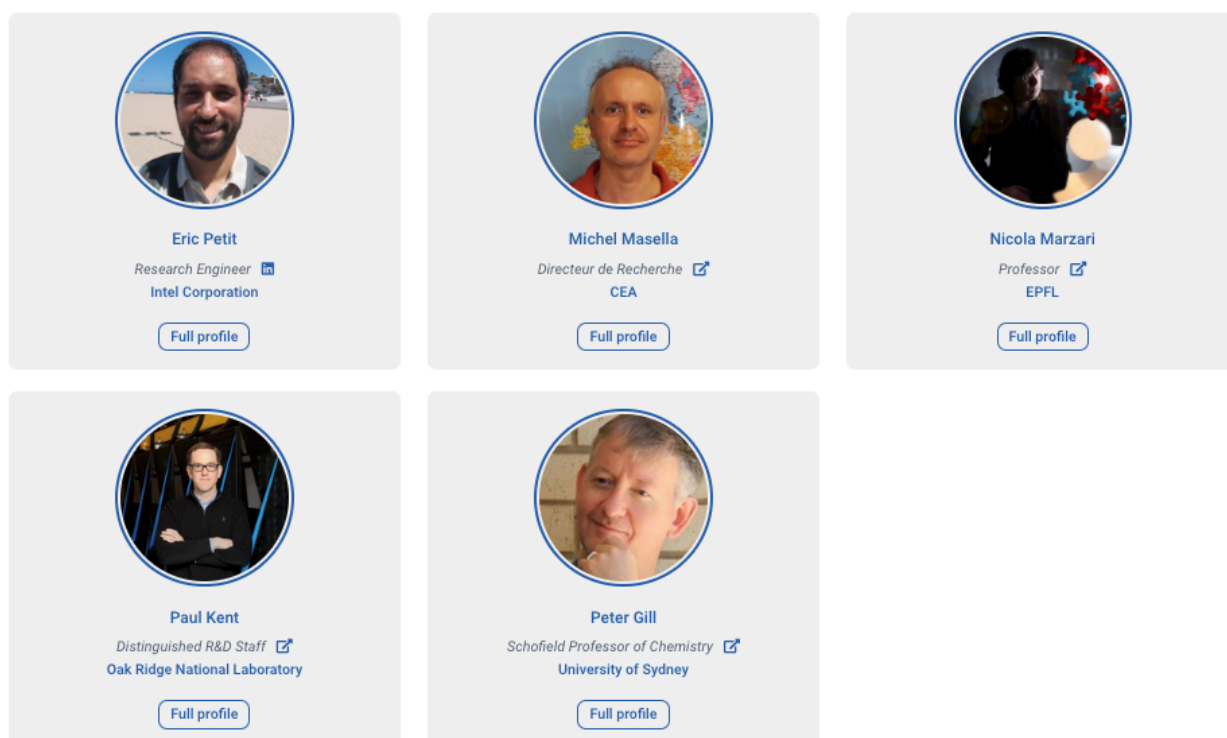 Eric Petit
Research Engineer
Intel Corporation
Full profile
Michel Masella
Directeur de Recherche
CEA
Full profile
Nicola Marzari
Professor
EPFL
Full profile
Paul Kent
Distinguished R&D Staff
Oak Ridge National Laboratory
Full profile
Peter Gill
Schofield Professor of Chemistry
University of Sydney
Full profile